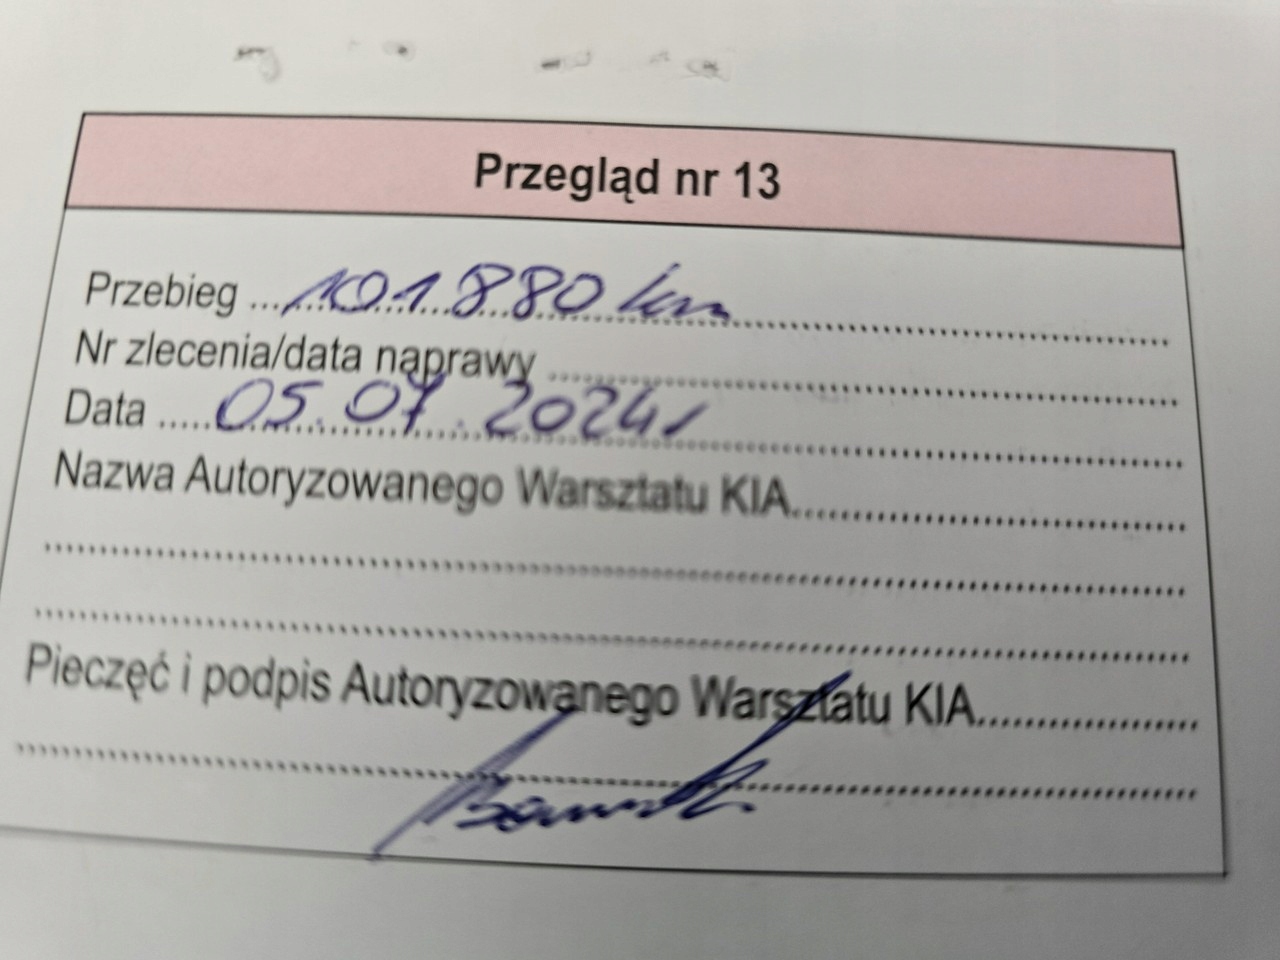 Przegląd nr 13
Przebieg ....101.880 km....
Nr zlecenia/data naprawy ....
Data .....05.07.2024r....
Nazwa Autoryzowanego Warsztatu KIA....
Pieczęć i podpis Autoryzowanego Warsztatu KIA....